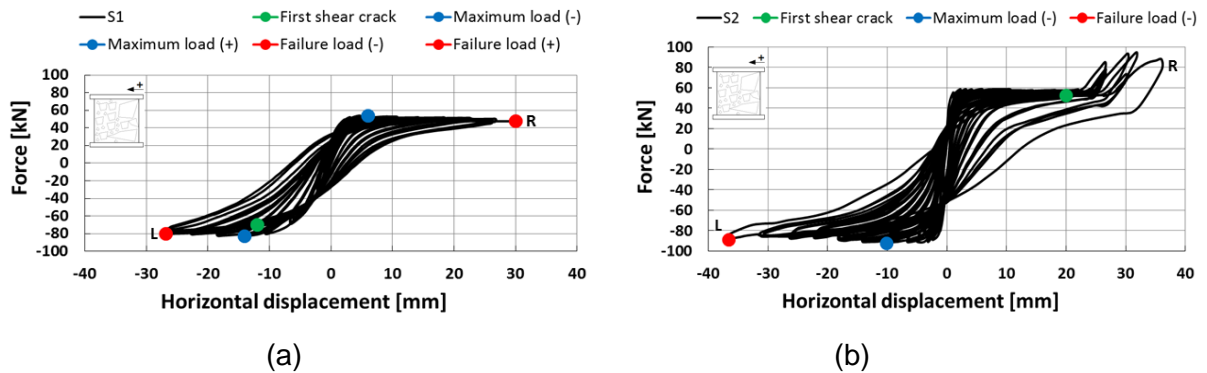 S1 First shear crack Maximum load (-)
Maximum load (+) Failure load (-) Failure load (+)
100
80
60
40
20
0
-20
-40
-60
-80
-100
Force [kN]
+
L
R
-40 -30 -20 -10 0 10 20 30 40
Horizontal displacement [mm]
(a)
S2 First shear crack Maximum load (-) Failure load (-)
100
80
60
40
20
0
-20
-40
-60
-80
-100
Force [kN]
+
L
R
-40 -30 -20 -10 0 10 20 30 40
Horizontal displacement [mm]
(b)